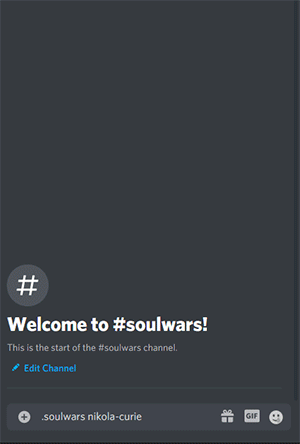 #
Welcome to #soulwars!
This is the start of the #soulwars channel.
Edit Channel
.soulwars nikola-curie
GIF